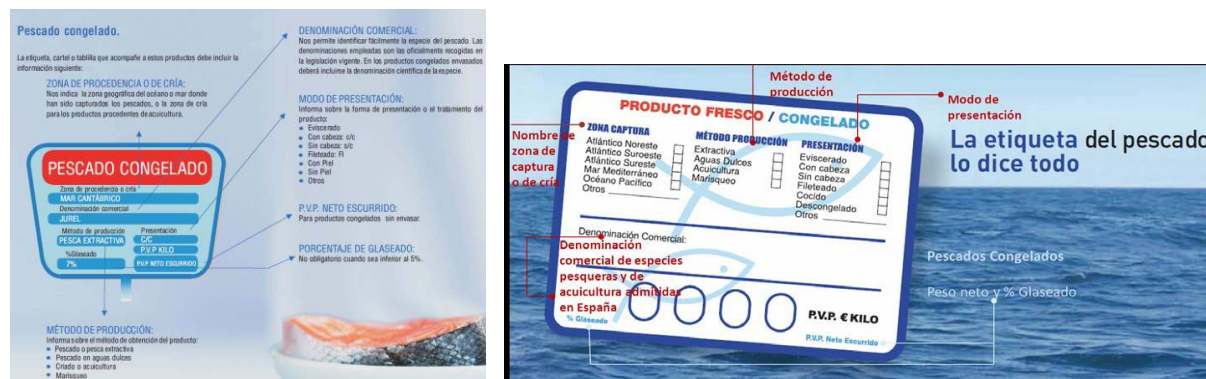 Pescado congelado.
La etiqueta, cartel o tablilla que acompañe a estos productos debe incluir la
información siguiente:
ZONA DE PROCEDENCIA O DE CRÍA:
Nos indica la zona geográfica del océano o mar donde
han sido capturados los pescados, o la zona de cría
para los productos procedentes de acuicultura.
PESCADO CONGELADO
Zona de procedencia o cría
MAR CANTÁBRICO
Denominación comercial
JUREL
Método de producción
Presentación
PESCA EXTRACTIVA
C/C
P.V.P KILO
%Glaseado
7%
P.V.P NETO ESCURRIDO
MÉTODO DE PRODUCCIÓN:
Informa sobre el método de obtención del producto:
Pescado o pesca extractiva
Pescado en aguas dulces
Criado o acuicultura
Marisqueo
DENOMINACIÓN COMERCIAL:
Nos permite identificar fácilmente la especie del pescado. Las
denominaciones empleadas son las oficialmente recogidas en
la legislación vigente. En los productos congelados envasados
deberá incluirse la denominación científica de la especie.
MODO DE PRESENTACIÓN:
Informa sobre la forma de presentación o el tratamiento del
producto:
Eviscerado
Con cabeza: c/c
Sin cabeza: s/c
Fileteado: Fl
Con Piel
Sin Piel
Otros
P.V.P. NETO ESCURRIDO:
Para productos congelados sin envasar.
PORCENTAJE DE GLASEADO:
No obligatorio cuando sea inferior al 5%.
Método de
producción
Modo de
presentación
Nombre de
zona de
captura
o de cría
PRODUCTO FRESCO / CONGELADO
ZONA CAPTURA
Atlántico Noreste
Atlántico Suroeste
Atlántico Sureste
Mar Mediterráneo
Océano Pacífico
Otros
MÉTODO PRODUCCIÓN
Extractiva
Aguas Dulces
Acuicultura
Marisqueo
PRESENTACIÓN
Eviscerado
Con cabeza
Sin cabeza
Fileteado
Cocido
Descongelado
Otros
Denominación Comercial:
Denominación
comercial de especies
pesqueras y de
acuicultura admitidas
en España
% Glaseado
P.V.P. € KILO
P.V.P. Neto Escurrido
La etiqueta del pescado
lo dice todo
Pescados Congelados
Peso neto y % Glaseado